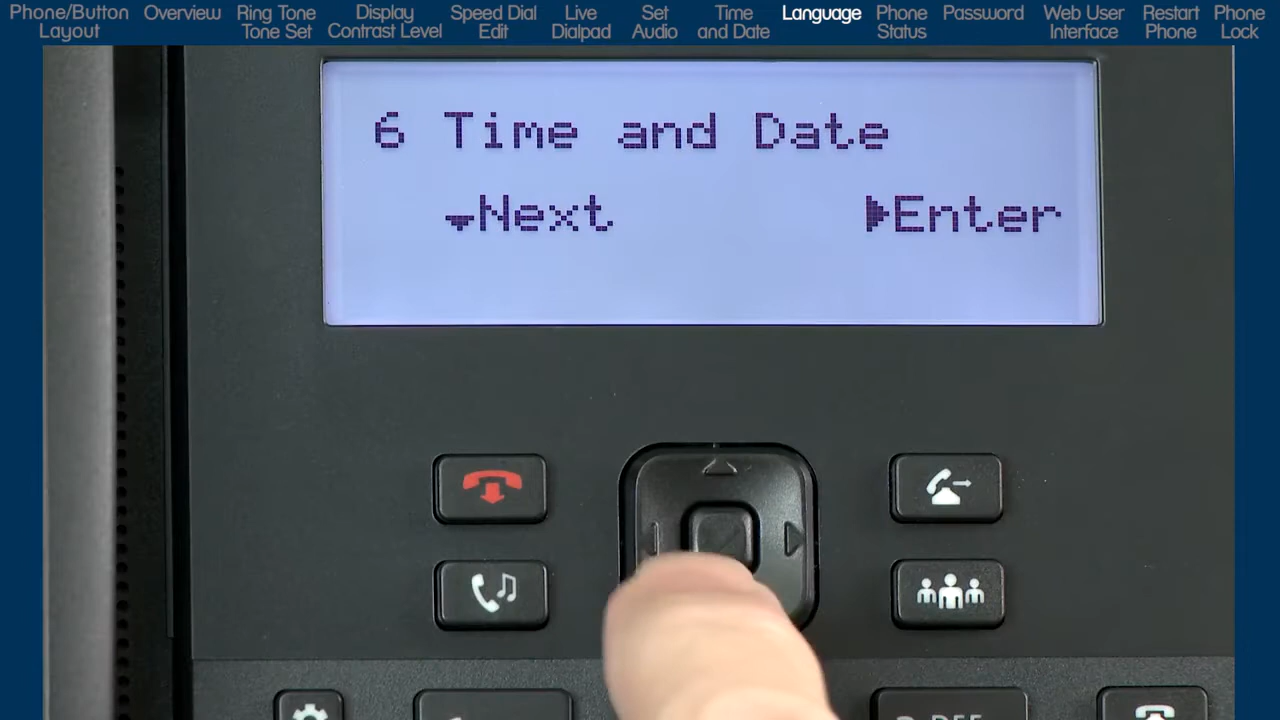 Phone/Button
Layout
Overview
Ring Tone
Tone Set
Display
Contrast Level
Speed Dial
Edit
Live
Dialpad
Set
Audio
Time
and Date
Language
Phone
Status
Password
Web User
Interface
Restart
Phone
Phone
Lock
6 Time and Date
Next
Enter